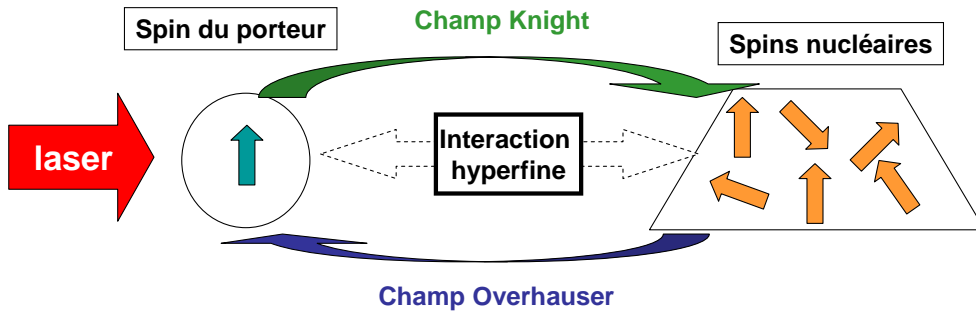 Champ Knight
Spin du porteur
Spins nucléaires
laser
Interaction
hyperfine
Champ Overhauser